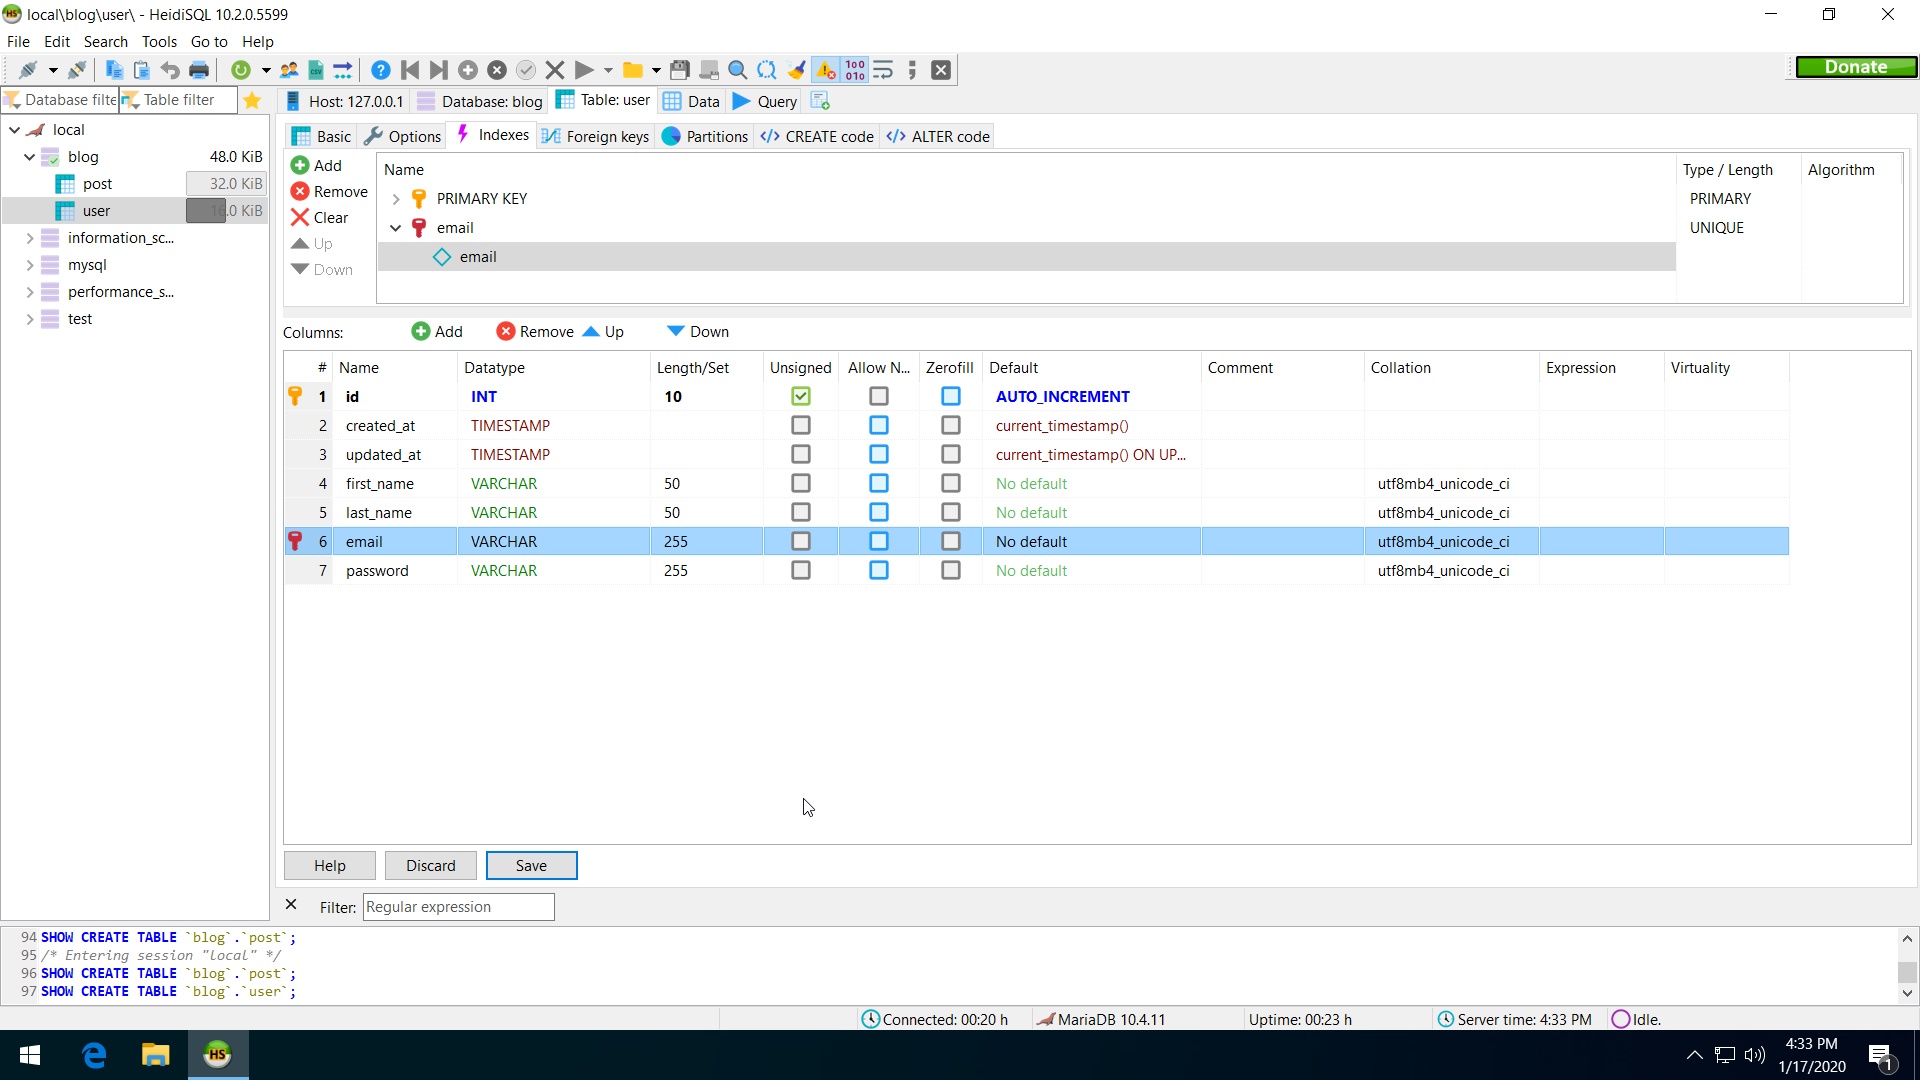 local\blog\user\ - HeidiSQL 10.2.0.5599
File Edit Search Tools Go to Help
Donate
Database filte Table filter Host: 127.0.0.1 Database: blog Table: user Data Query
local
blog 48.0 KiB
post 32.0 KiB
user 16.0 KiB
information_sc...
mysql
performance_s...
test
Basic Options Indexes Foreign keys Partitions CREATE code ALTER code
Add
Remove
Clear
Up
Down
Name Type / Length Algorithm
PRIMARY KEY PRIMARY
email UNIQUE
email
Columns: Add Remove Up Down
# Name Datatype Length/Set Unsigned Allow N... Zerofill Default Comment Collation Expression Virtuality
1 id INT 10 AUTO_INCREMENT
2 created_at TIMESTAMP current_timestamp()
3 updated_at TIMESTAMP current_timestamp() ON UP...
4 first_name VARCHAR 50 No default utf8mb4_unicode_ci
5 last_name VARCHAR 50 No default utf8mb4_unicode_ci
6 email VARCHAR 255 No default utf8mb4_unicode_ci
7 password VARCHAR 255 No default utf8mb4_unicode_ci
Help Discard Save
Filter: Regular expression
94 SHOW CREATE TABLE `blog`.`post`;
95 /* Entering session "local" */
96 SHOW CREATE TABLE `blog`.`post`;
97 SHOW CREATE TABLE `blog`.`user`;
Connected: 00:20 h MariaDB 10.4.11 Uptime: 00:23 h Server time: 4:33 PM Idle.
HS
4:33 PM
1/17/2020
1